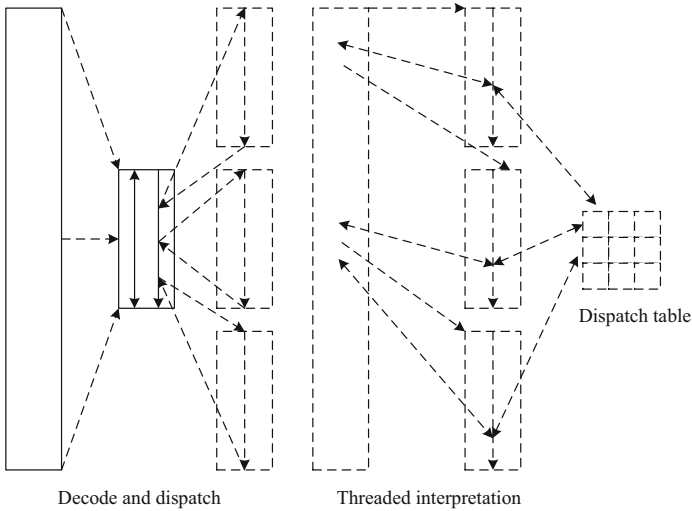 Dispatch table
Decode and dispatch
Threaded interpretation